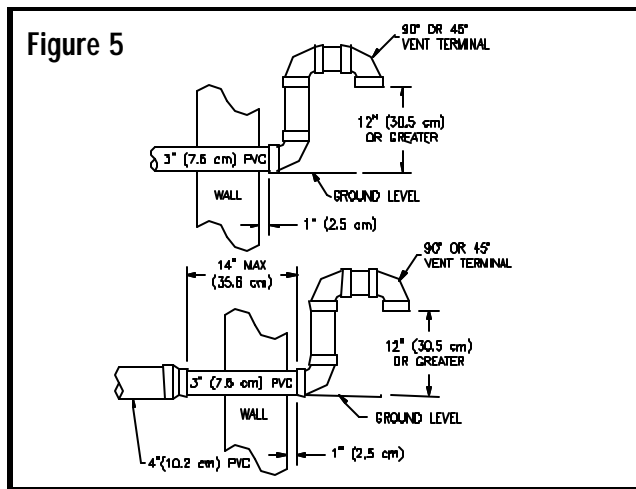 Figure 5
90° OR 45°
VENT TERMINAL
12" (30.5 cm)
OR GREATER
3" (7.6 cm) PVC
WALL
GROUND LEVEL
1" (2.5 cm)
14" MAX
(35.6 cm)
90° OR 45°
VENT TERMINAL
12" (30.5 cm)
OR GREATER
3" (7.6 cm) PVC
WALL
GROUND LEVEL
1" (2.5 cm)
4"(10.2 cm) PVC